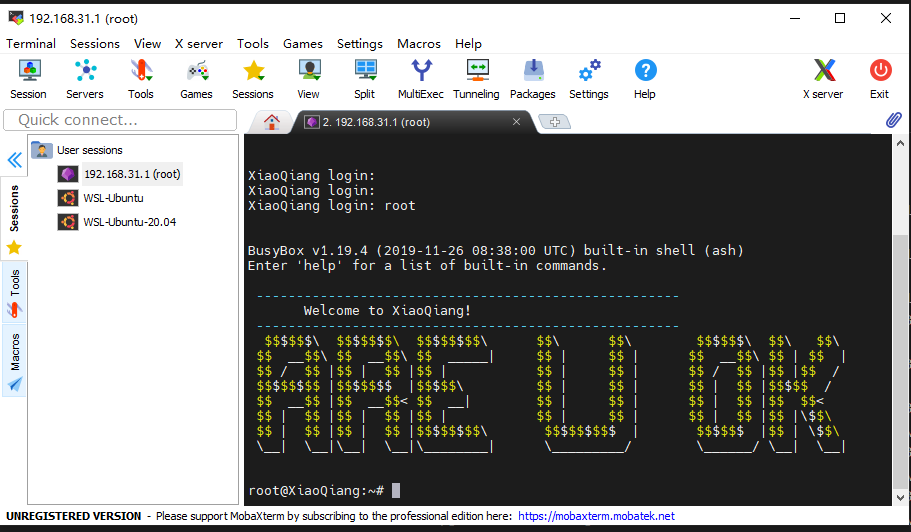 192.168.31.1 (root)
Terminal Sessions View X server Tools Games Settings Macros Help
Session Servers Tools Games Sessions View Split MultiExec Tunneling Packages Settings Help X server Exit
Quick connect...
2. 192.168.31.1 (root)
User sessions
192.168.31.1 (root)
WSL-Ubuntu
WSL-Ubuntu-20.04
Sessions
Tools
Macros
XiaoQiang login:
XiaoQiang login:
XiaoQiang login: root
BusyBox v1.19.4 (2019-11-26 08:38:00 UTC) built-in shell (ash)
Enter 'help' for a list of built-in commands.
Welcome to XiaoQiang!
ARE U OK
root@XiaoQiang:~#
UNREGISTERED VERSION - Please support MobaXterm by subscribing to the professional edition here: https://mobaxterm.mobatek.net